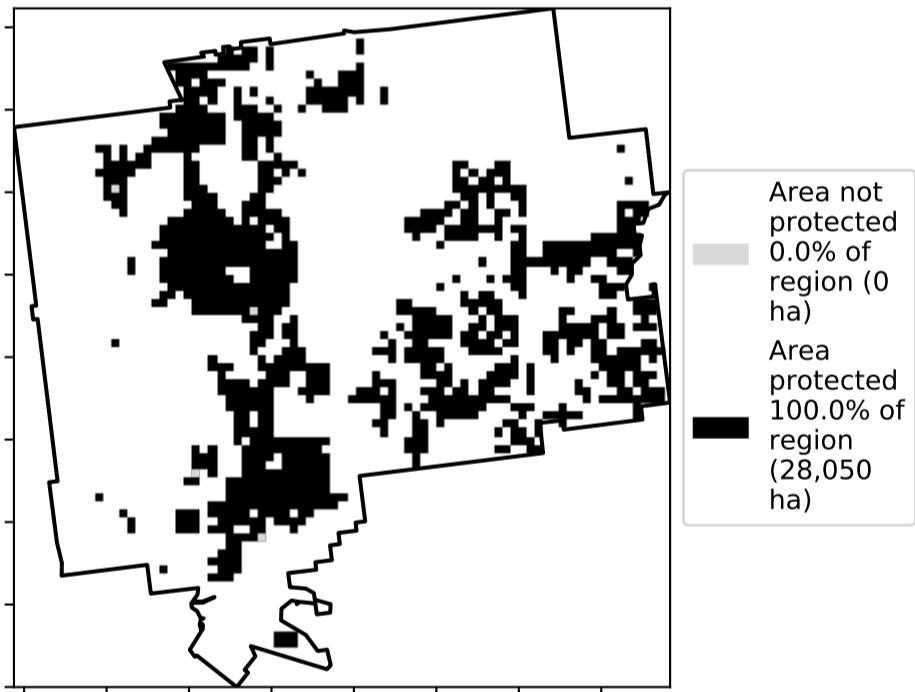 Area not
protected
0.0% of
region (0
ha)
Area
protected
100.0% of
region
(28,050
ha)